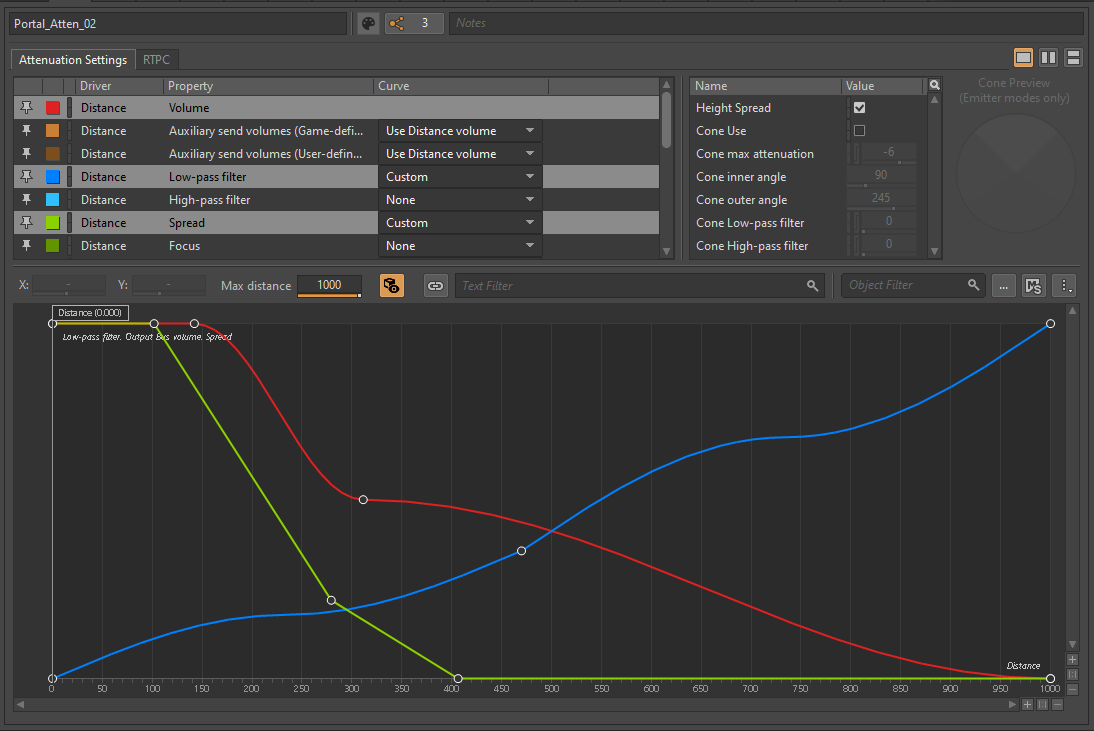 Portal_Atten_02
3
Notes
Attenuation Settings
RTPC
Cone Preview
(Emitter modes only)
Driver Property Curve
Distance Volume
Distance Auxiliary send volumes (Game-defi... Use Distance volume
Distance Auxiliary send volumes (User-defin... Use Distance volume
Distance Low-pass filter Custom
Distance High-pass filter None
Distance Spread Custom
Distance Focus None
Name Value
Height Spread
Cone Use
Cone max attenuation -6
Cone inner angle 90
Cone outer angle 245
Cone Low-pass filter 0
Cone High-pass filter 0
X: - Y: - Max distance 1000 Text Filter Object Filter ... MS
Distance (0.000)
Low-pass filter, Output Bus volume, Spread
Distance
0 50 100 150 200 250 300 350 400 450 500 550 600 650 700 750 800 850 900 950 1000